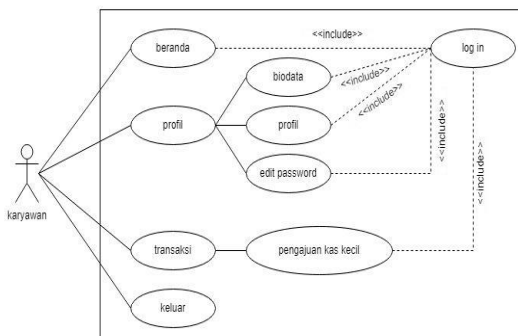 beranda
<<include>>
log in
biodata
<<include>>
profil
profil
<<include>>
edit password
<<include>>
<<include>>
karyawan
transaksi
pengajuan kas kecil
keluar